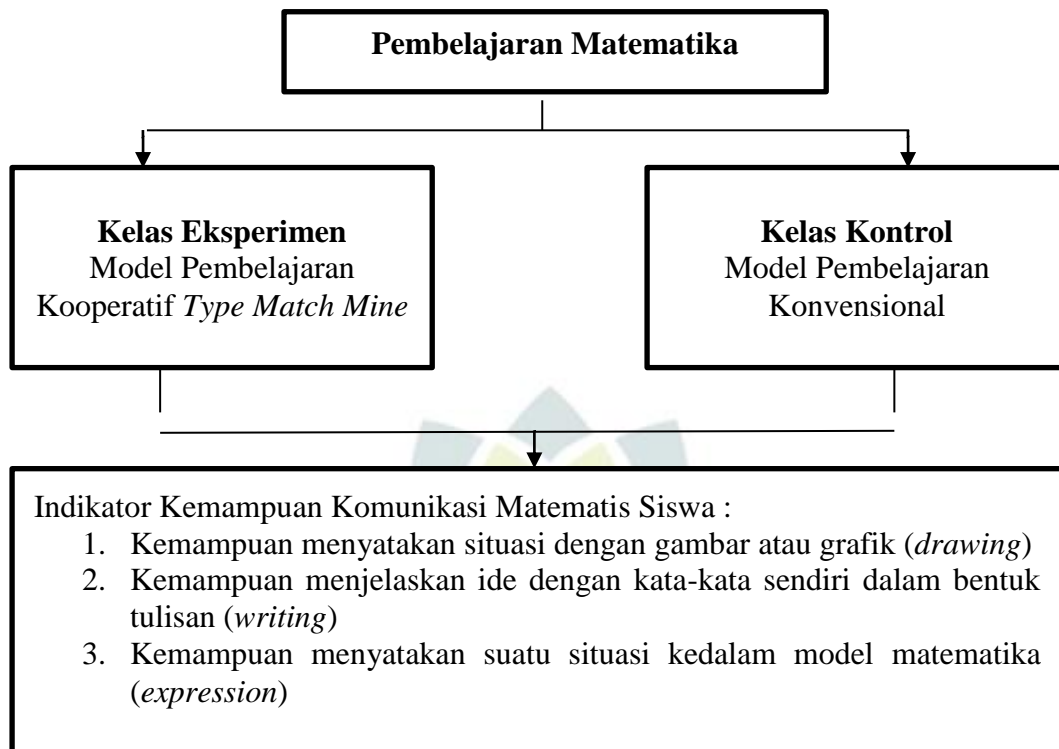 Pembelajaran Matematika
Kelas Eksperimen
Model Pembelajaran
Kooperatif Type Match Mine
Kelas Kontrol
Model Pembelajaran
Konvensional
Indikator Kemampuan Komunikasi Matematis Siswa :
1. Kemampuan menyatakan situasi dengan gambar atau grafik (drawing)
2. Kemampuan menjelaskan ide dengan kata-kata sendiri dalam bentuk
tulisan (writing)
3. Kemampuan menyatakan suatu situasi kedalam model matematika
(expression)